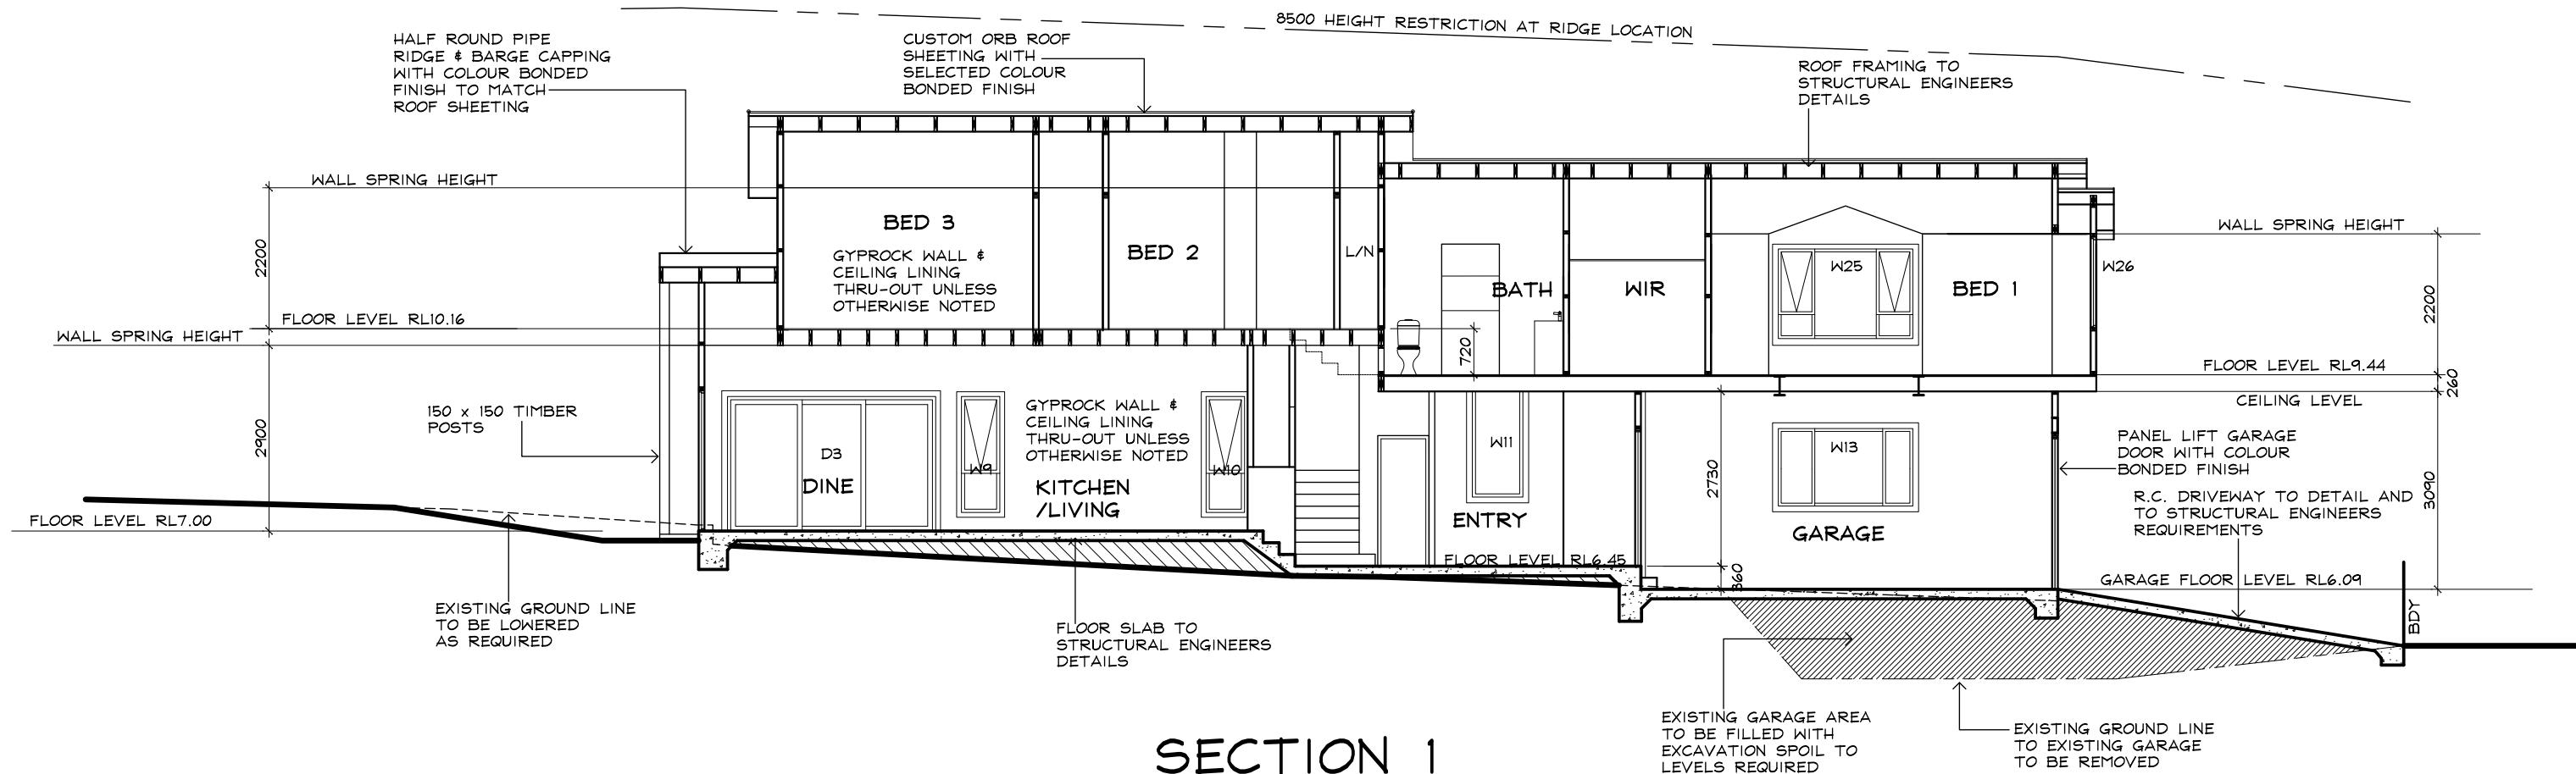 8500 HEIGHT RESTRICTION AT RIDGE LOCATION
HALF ROUND PIPE
RIDGE & BARGE CAPPING
WITH COLOUR BONDED
FINISH TO MATCH
ROOF SHEETING
CUSTOM ORB ROOF
SHEETING WITH
SELECTED COLOUR
BONDED FINISH
ROOF FRAMING TO
STRUCTURAL ENGINEERS
DETAILS
WALL SPRING HEIGHT
2200
FLOOR LEVEL RL10.16
WALL SPRING HEIGHT
2900
FLOOR LEVEL RL7.00
BED 3
GYPROCK WALL &
CEILING LINING
THRU-OUT UNLESS
OTHERWISE NOTED
BED 2
L/N
BATH
720
WIR
W25
BED 1
W26
WALL SPRING HEIGHT
2200
FLOOR LEVEL RL9.44
260
CEILING LEVEL
3090
150 x 150 TIMBER
POSTS
D3
DINE
W9
GYPROCK WALL &
CEILING LINING
THRU-OUT UNLESS
OTHERWISE NOTED
KITCHEN
/LIVING
W10
W11
ENTRY
FLOOR LEVEL RL6.45
2730
360
W13
GARAGE
PANEL LIFT GARAGE
DOOR WITH COLOUR
BONDED FINISH
R.C. DRIVEWAY TO DETAIL AND
TO STRUCTURAL ENGINEERS
REQUIREMENTS
GARAGE FLOOR LEVEL RL6.09
BDY
EXISTING GROUND LINE
TO BE LOWERED
AS REQUIRED
FLOOR SLAB TO
STRUCTURAL ENGINEERS
DETAILS
EXISTING GARAGE AREA
TO BE FILLED WITH
EXCAVATION SPOIL TO
LEVELS REQUIRED
EXISTING GROUND LINE
TO EXISTING GARAGE
TO BE REMOVED
SECTION 1